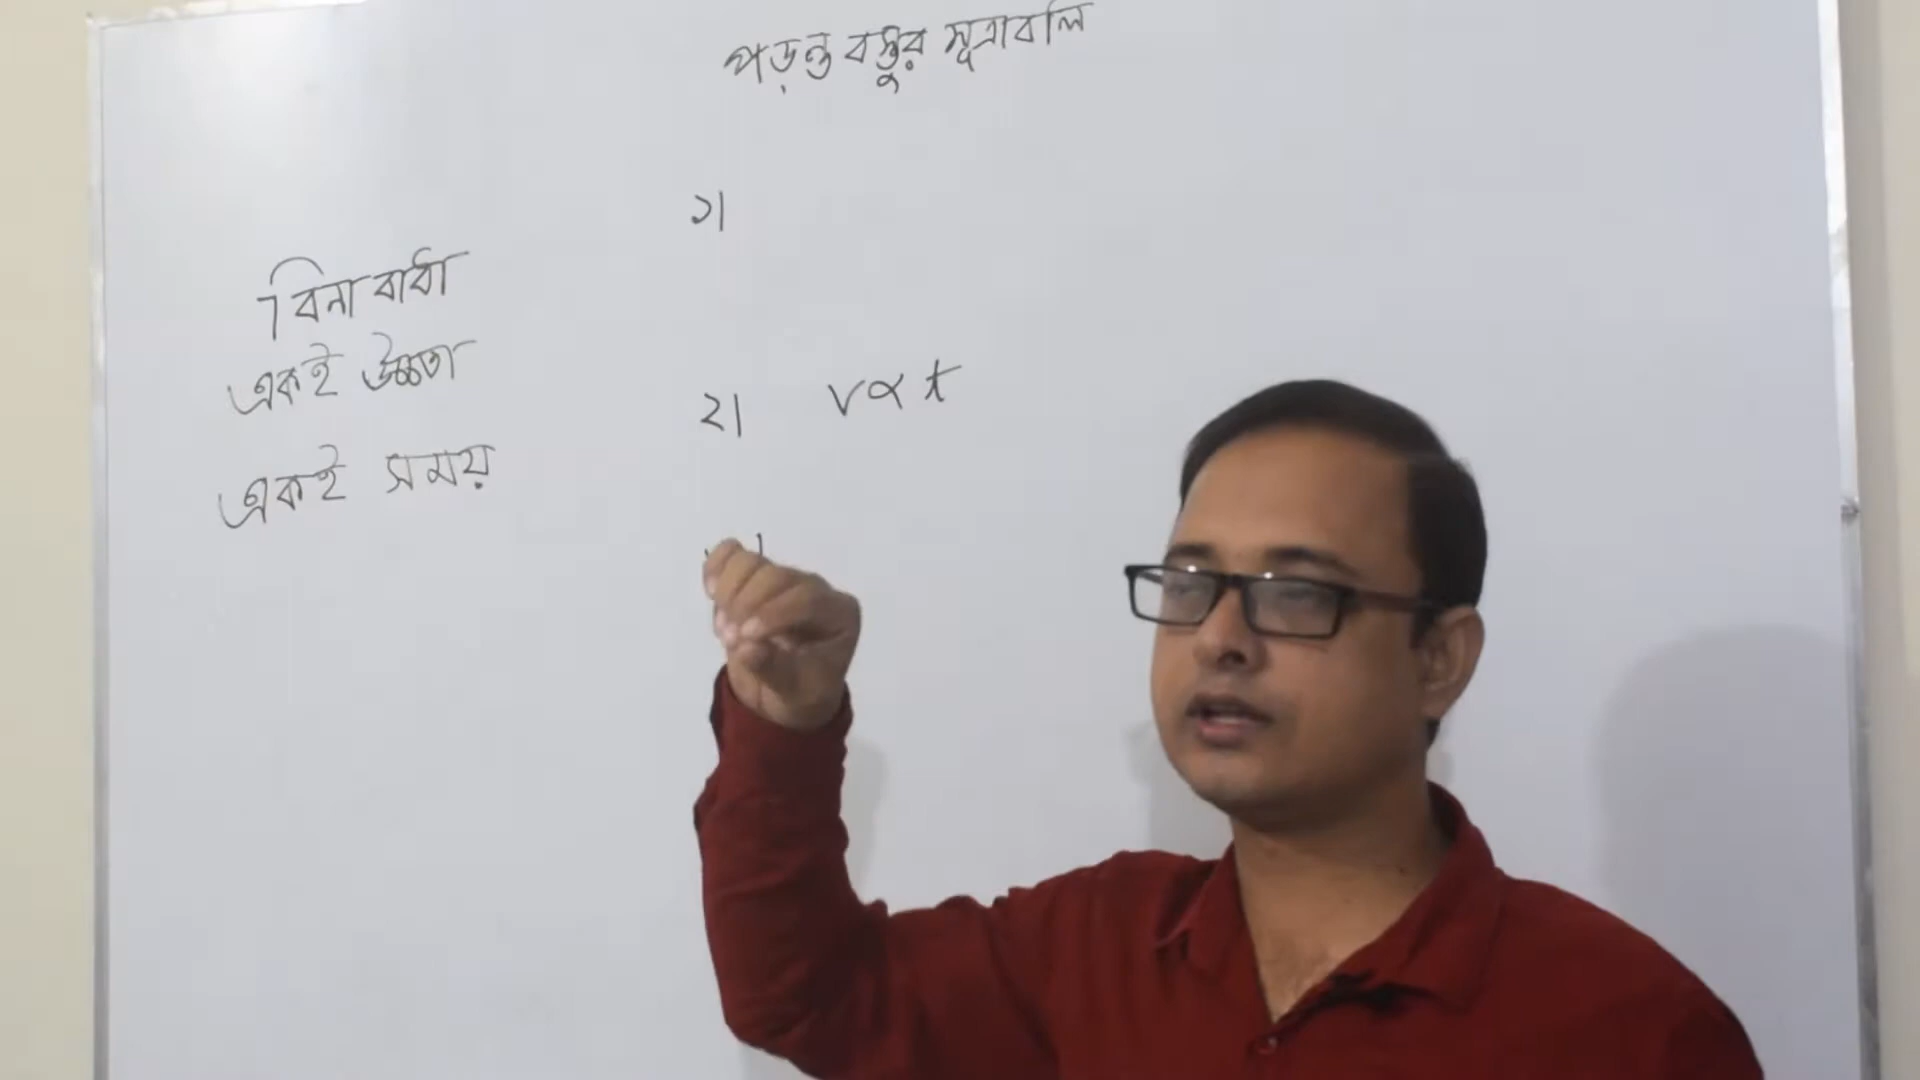 পড়ন্ত বস্তুর সূত্রাবলি
১।
বিনা বাধা
একই উচ্চতা
একই সময়
২। v ∝ t